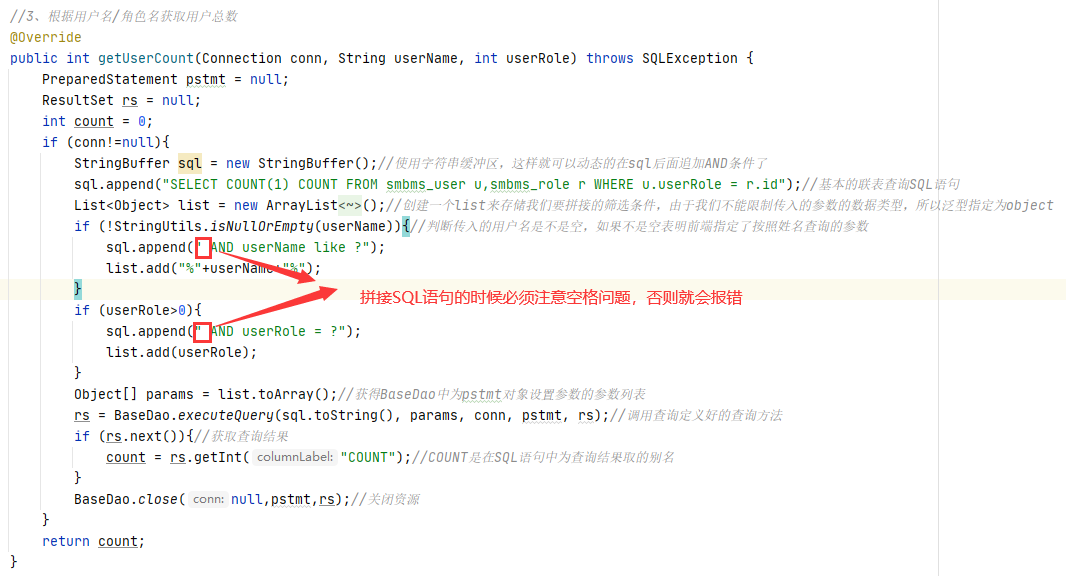 //3、根据用户名/角色名获取用户总数
@Override
public int getUserCount(Connection conn, String userName, int userRole) throws SQLException {
    PreparedStatement pstmt = null;
    ResultSet rs = null;
    int count = 0;
    if (conn!=null){
        StringBuffer sql = new StringBuffer();//使用字符串缓冲区，这样就可以动态的在sql后面追加AND条件了
        sql.append("SELECT COUNT(1) COUNT FROM smbms_user u,smbms_role r WHERE u.userRole = r.id");//基本的联表查询SQL语句
        List<Object> list = new ArrayList<~>();//创建一个list来存储我们要拼接的筛选条件，由于我们不能限制传入的参数的数据类型，所以泛型指定为object
        if (!StringUtils.isNullOrEmpty(userName)){//判断传入的用户名是不是空，如果不是空表明前端指定了按照姓名查询的参数
            sql.append(" AND userName like ?");
            list.add("%"+userName+"%");
        }
拼接SQL语句的时候必须注意空格问题，否则就会报错
        if (userRole>0){
            sql.append(" AND userRole = ?");
            list.add(userRole);
        }
        Object[] params = list.toArray();//获得BaseDao中为pstmt对象设置参数的参数列表
        rs = BaseDao.executeQuery(sql.toString(), params, conn, pstmt, rs);//调用查询定义好的查询方法
        if (rs.next()){//获取查询结果
            count = rs.getInt( columnLabel: "COUNT");//COUNT是在SQL语句中为查询结果取的别名
        }
        BaseDao.close( conn: null,pstmt,rs);//关闭资源
    }
    return count;
}